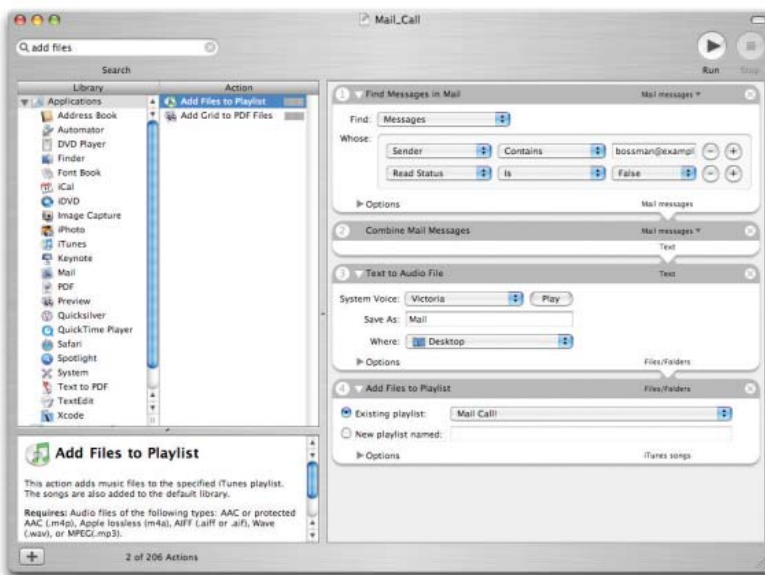 Mail_Call
add files
Search
Run
Stop
Library
Action
Applications
Address Book
Automator
DVD Player
Finder
Font Book
iCal
iDVD
Image Capture
iPhoto
iTunes
Keynote
Mail
PDF
Preview
Quicksilver
QuickTime Player
Safari
Spotlight
System
Text to PDF
TextEdit
Xcode
Add Files to Playlist
Add Grid to PDF Files
Add Files to Playlist
This action adds music files to the specified iTunes playlist.
The songs are also added to the default library.
Requires: Audio files of the following types: AAC or protected
AAC (.m4p), Apple lossless (m4a), AIFF (.aiff or .aif), Wave
(.wav), or MPEG(.mp3).
2 of 206 Actions
1 Find Messages in Mail Mail messages
Find: Messages
Whose:
Sender Contains bossman@exampl
Read Status Is False
Options Mail messages
2 Combine Mail Messages Mail messages
Text
3 Text to Audio File Text
System Voice: Victoria Play
Save As: Mail
Where: Desktop
Options Files/Folders
4 Add Files to Playlist Files/Folders
Existing playlist: Mail Call!
New playlist named:
Options iTunes songs